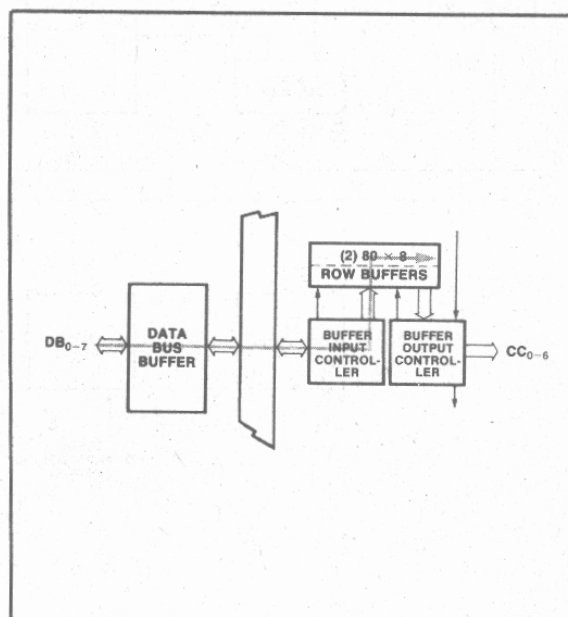 (2) 80 × 8
ROW BUFFERS
DB0–7
DATA
BUS
BUFFER
BUFFER
INPUT
CONTROL-
LER
BUFFER
OUTPUT
CONTROL-
LER
CC0–6